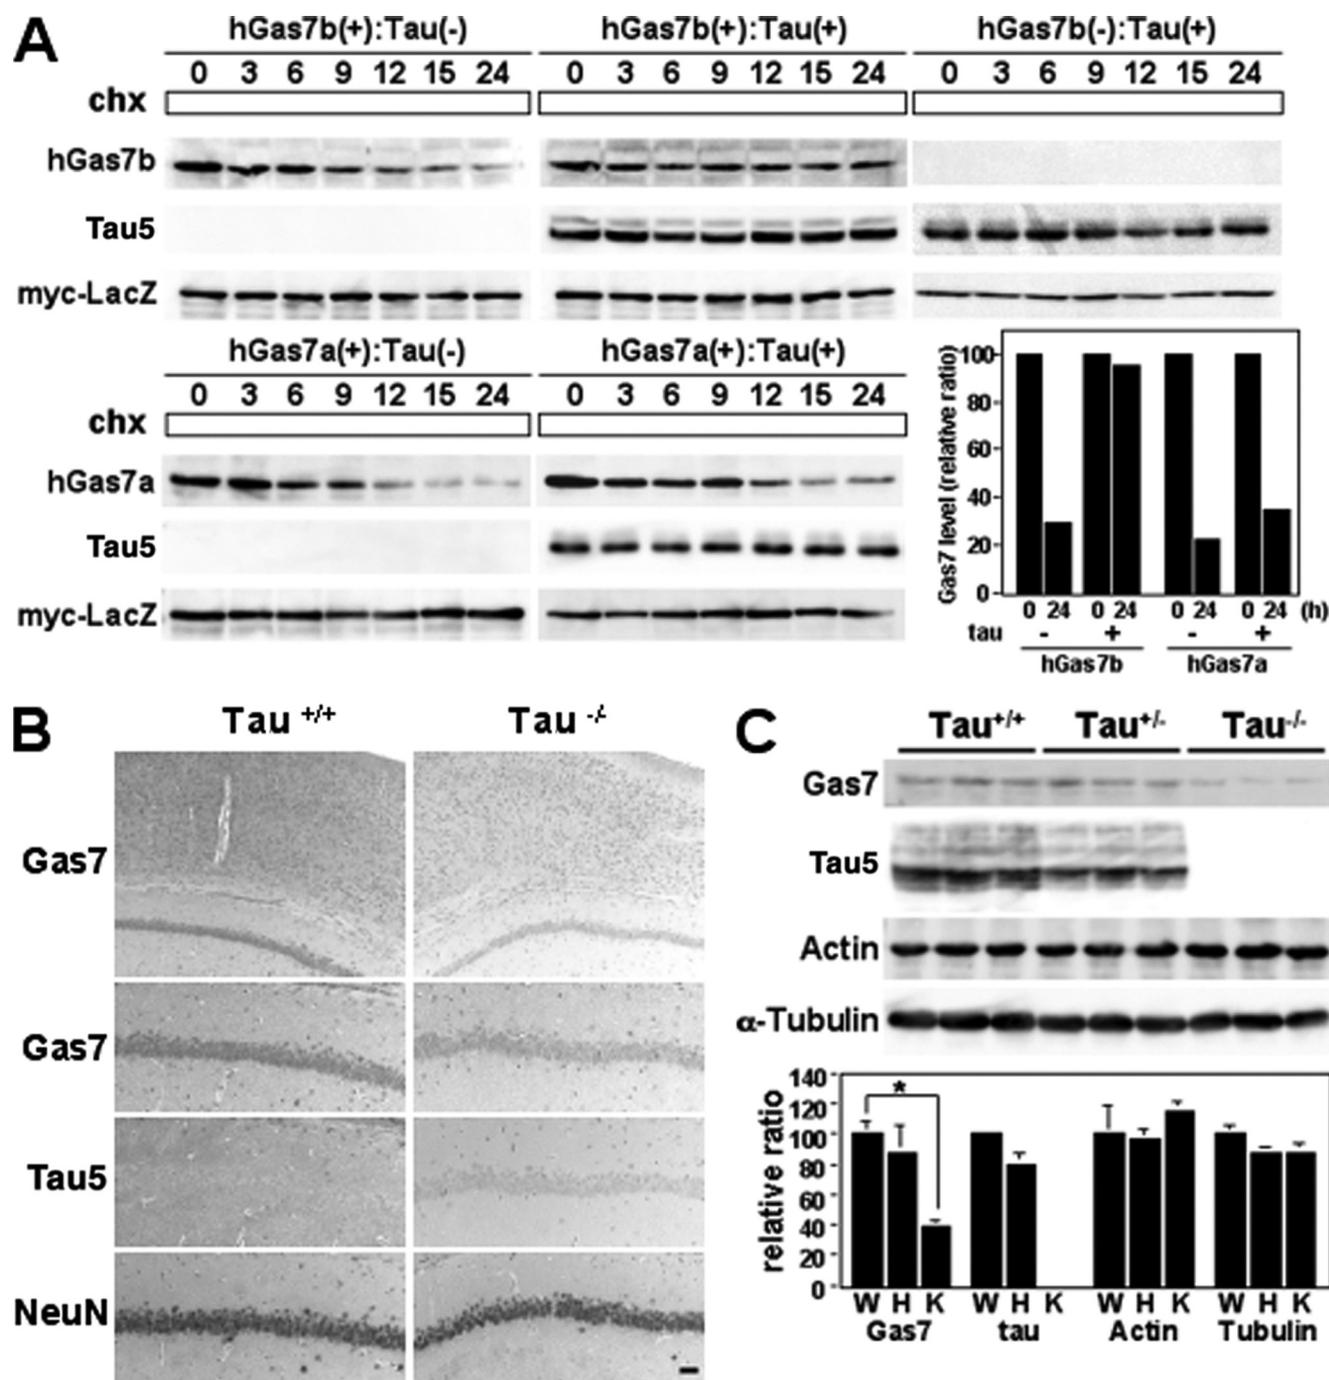 A
hGas7b(+):Tau(-) hGas7b(+):Tau(+) hGas7b(-):Tau(+)
0 3 6 9 12 15 24 0 3 6 9 12 15 24 0 3 6 9 12 15 24
chx
hGas7b
Tau5
myc-LacZ
hGas7a(+):Tau(-) hGas7a(+):Tau(+)
0 3 6 9 12 15 24 0 3 6 9 12 15 24
chx
hGas7a
Tau5
myc-LacZ
Gas7 level (relative ratio)
100
80
60
40
20
0
0 24 0 24 0 24 0 24 (h)
tau - + - +
hGas7b hGas7a
B
Tau +/+ Tau -/-
Gas7
Gas7
Tau5
NeuN
C
Tau+/+ Tau+/- Tau-/-
Gas7
Tau5
Actin
α-Tubulin
relative ratio
140
120
100
80
60
40
20
0
*
W H K W H K W H K W H K
Gas7 tau Actin Tubulin